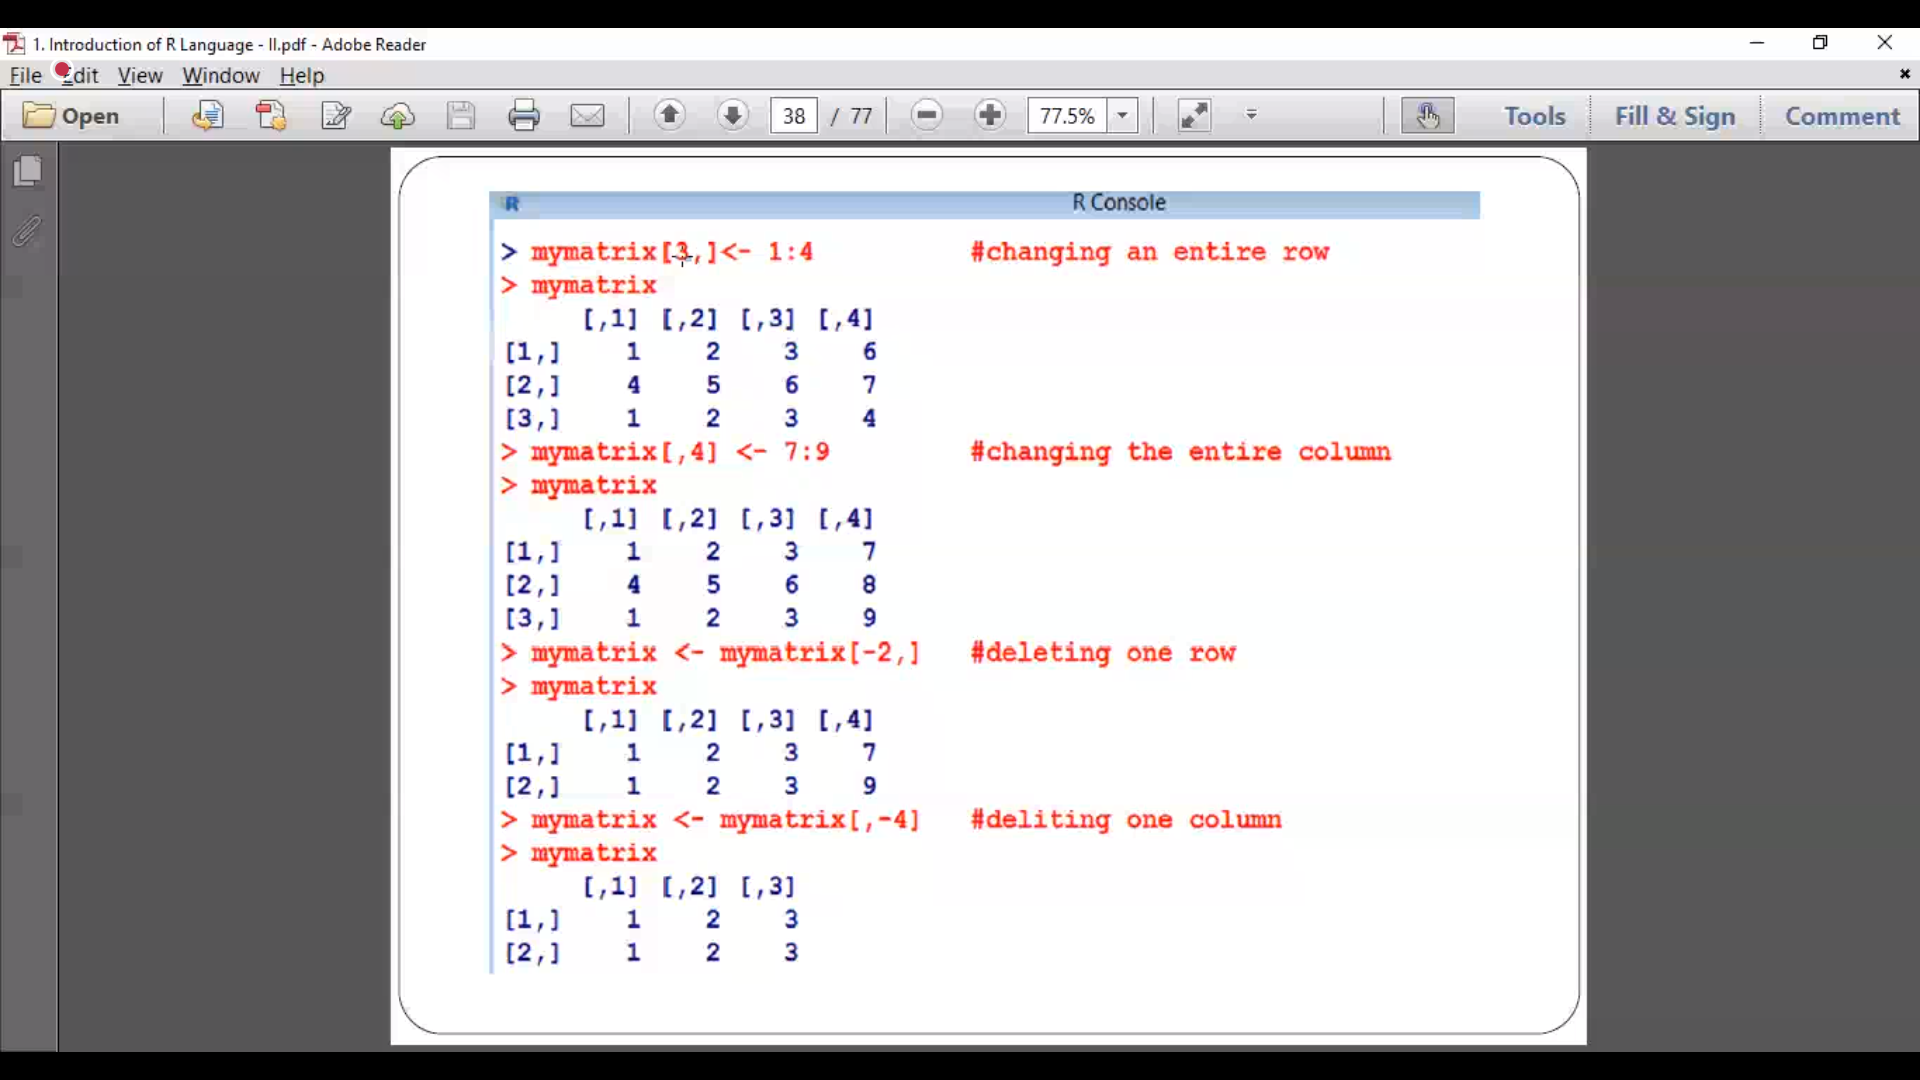 1. Introduction of R Language - II.pdf - Adobe Reader
File Edit View Window Help
Open 38 / 77 77.5% Tools Fill & Sign Comment
R R Console
> mymatrix[3,]<- 1:4 #changing an entire row
> mymatrix
[,1] [,2] [,3] [,4]
[1,] 1 2 3 6
[2,] 4 5 6 7
[3,] 1 2 3 4
> mymatrix[,4] <- 7:9 #changing the entire column
> mymatrix
[,1] [,2] [,3] [,4]
[1,] 1 2 3 7
[2,] 4 5 6 8
[3,] 1 2 3 9
> mymatrix <- mymatrix[-2,] #deleting one row
> mymatrix
[,1] [,2] [,3] [,4]
[1,] 1 2 3 7
[2,] 1 2 3 9
> mymatrix <- mymatrix[,-4] #deliting one column
> mymatrix
[,1] [,2] [,3]
[1,] 1 2 3
[2,] 1 2 3